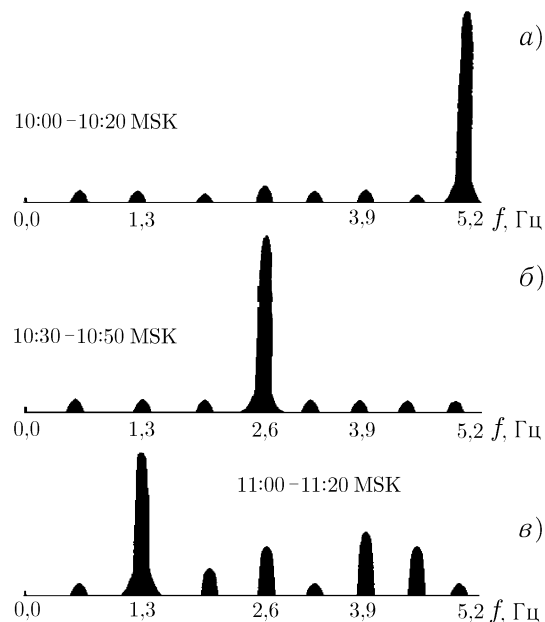 а)
10:00–10:20 MSK
0,0 1,3 3,9 5,2 f, Гц
б)
10:30–10:50 MSK
0,0 1,3 2,6 3,9 5,2 f, Гц
11:00–11:20 MSK
в)
0,0 1,3 2,6 3,9 5,2 f, Гц